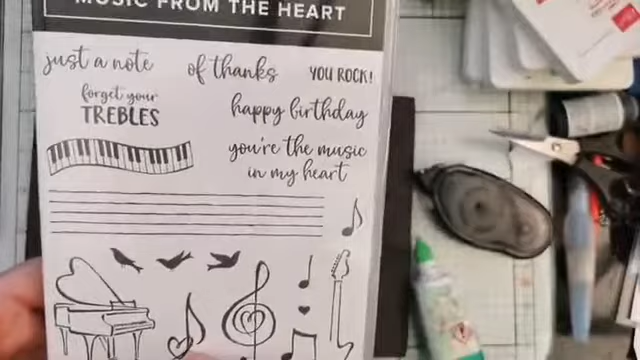 MUSIC FROM THE HEART
just a note
of thanks
YOU ROCK!
forget your
TREBLES
happy birthday
you're the music
in my heart